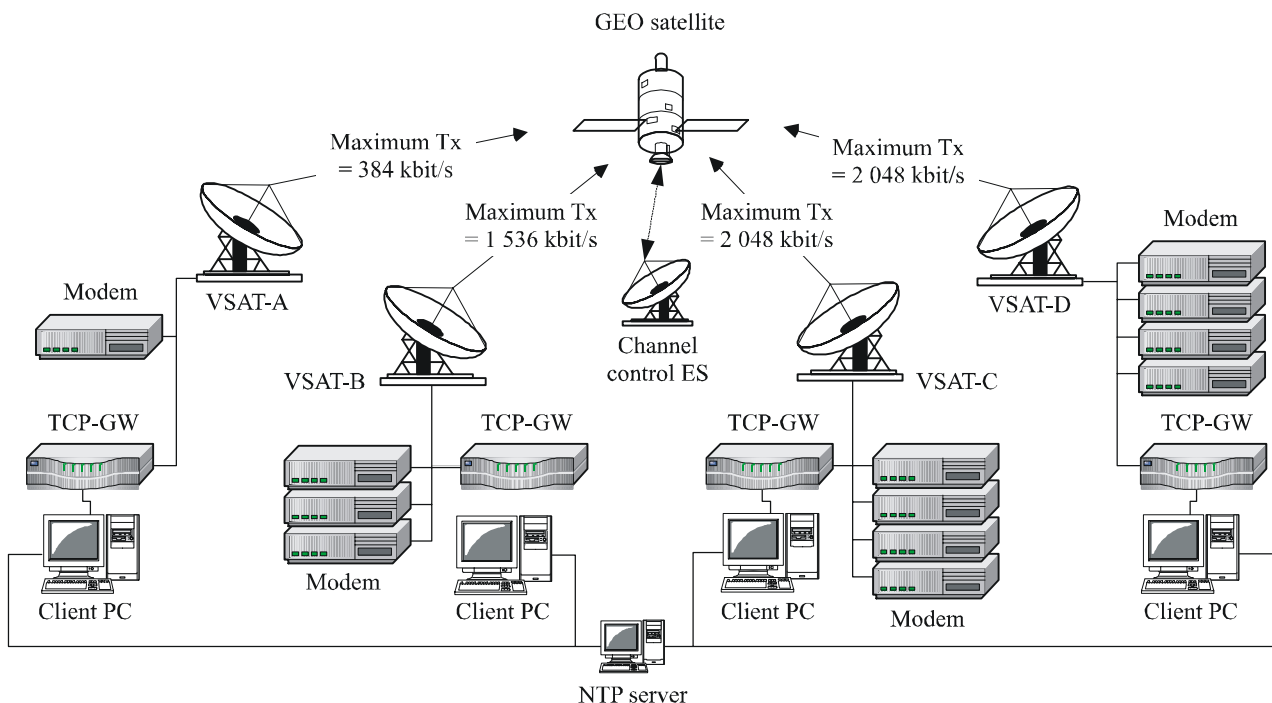 GEO satellite
Maximum Tx
= 384 kbit/s
Maximum Tx
= 2 048 kbit/s
Maximum Tx
= 1 536 kbit/s
Maximum Tx
= 2 048 kbit/s
Modem
Modem
VSAT-A
VSAT-D
Channel
control ES
VSAT-B
VSAT-C
TCP-GW
TCP-GW
TCP-GW
TCP-GW
Modem
Client PC
Client PC
Client PC
Modem
Client PC
NTP server